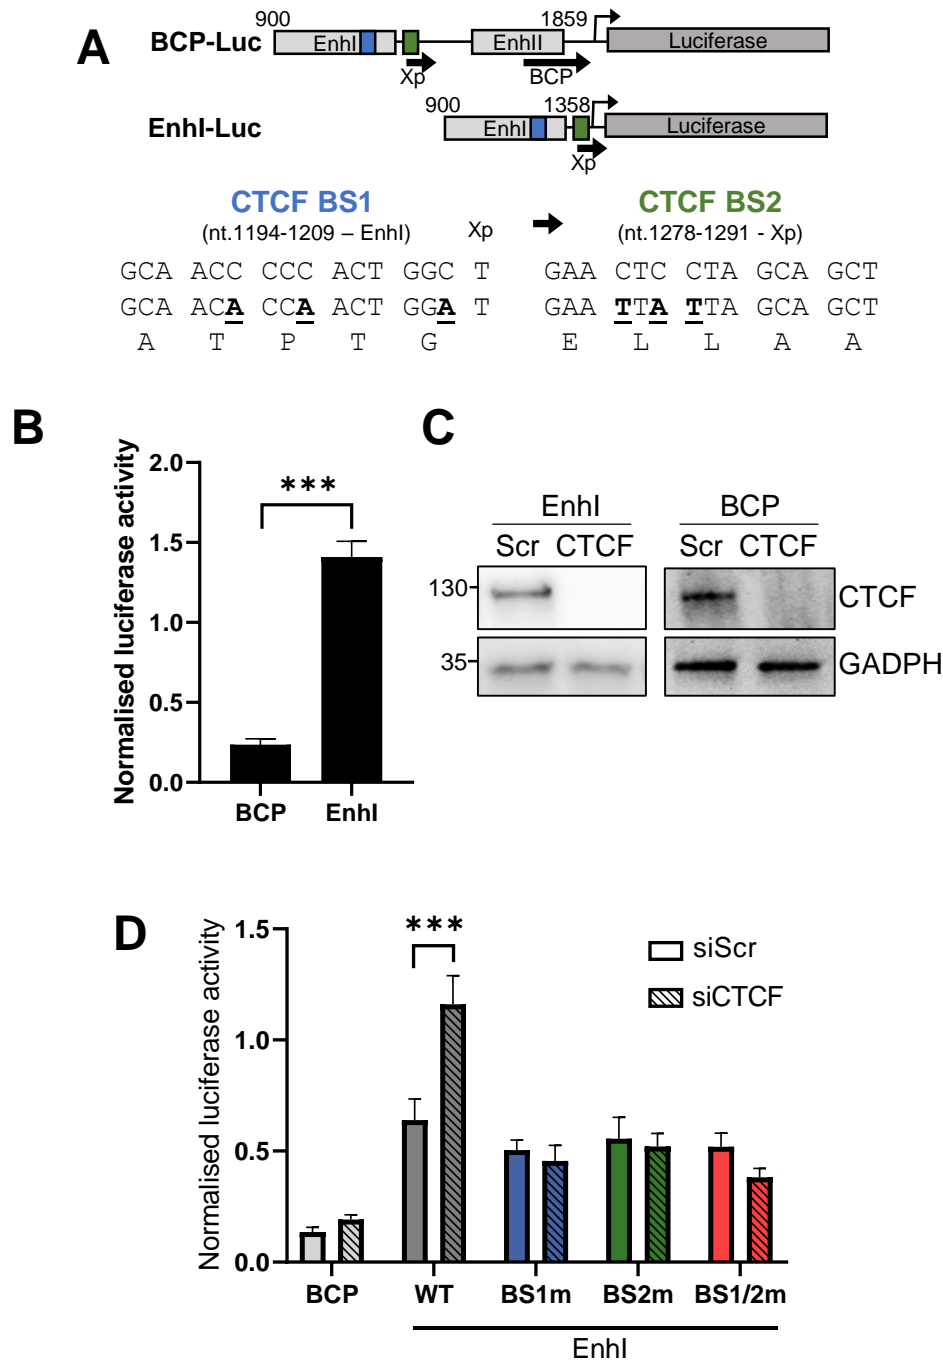 A
900
1859
BCP-Luc
EnhI
EnhII
Luciferase
Xp
BCP
900
1358
EnhI-Luc
EnhI
Luciferase
Xp
CTCF BS1
CTCF BS2
(nt.1194-1209 – EnhI)
Xp
(nt.1278-1291 - Xp)
GCA ACC CCC ACT GGC T
GAA CTC CTA GCA GCT
GCA ACA CCA ACT GGA T
GAA TTA TTA GCA GCT
A T P T G
E L L A A
B
Normalised luciferase activity
2.0
1.5
1.0
0.5
0.0
***
BCP
EnhI
C
EnhI
BCP
Scr CTCF
Scr CTCF
130
CTCF
35
GADPH
D
Normalised luciferase activity
1.5
1.0
0.5
0.0
***
siScr
siCTCF
BCP
WT
BS1m
BS2m
BS1/2m
EnhI